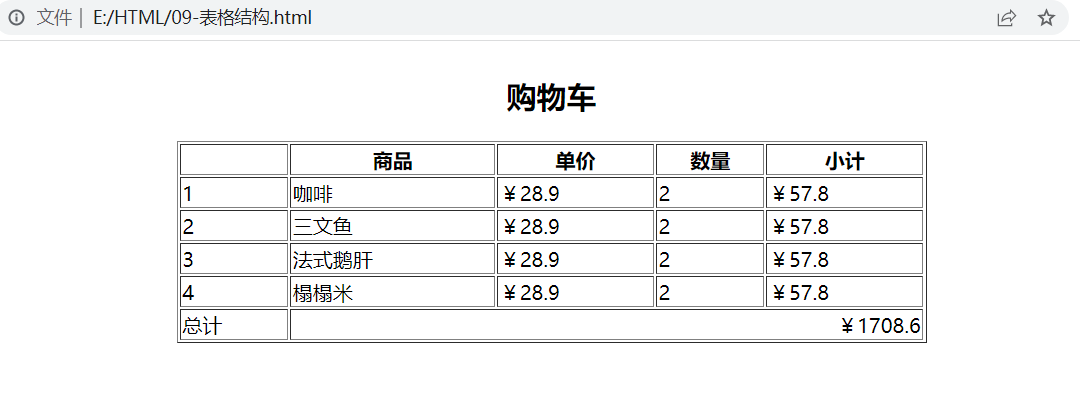 文件 | E:/HTML/09-表格结构.html
购物车
商品 单价 数量 小计
1 咖啡 ￥28.9 2 ￥57.8
2 三文鱼 ￥28.9 2 ￥57.8
3 法式鹅肝 ￥28.9 2 ￥57.8
4 榻榻米 ￥28.9 2 ￥57.8
总计 ￥1708.6